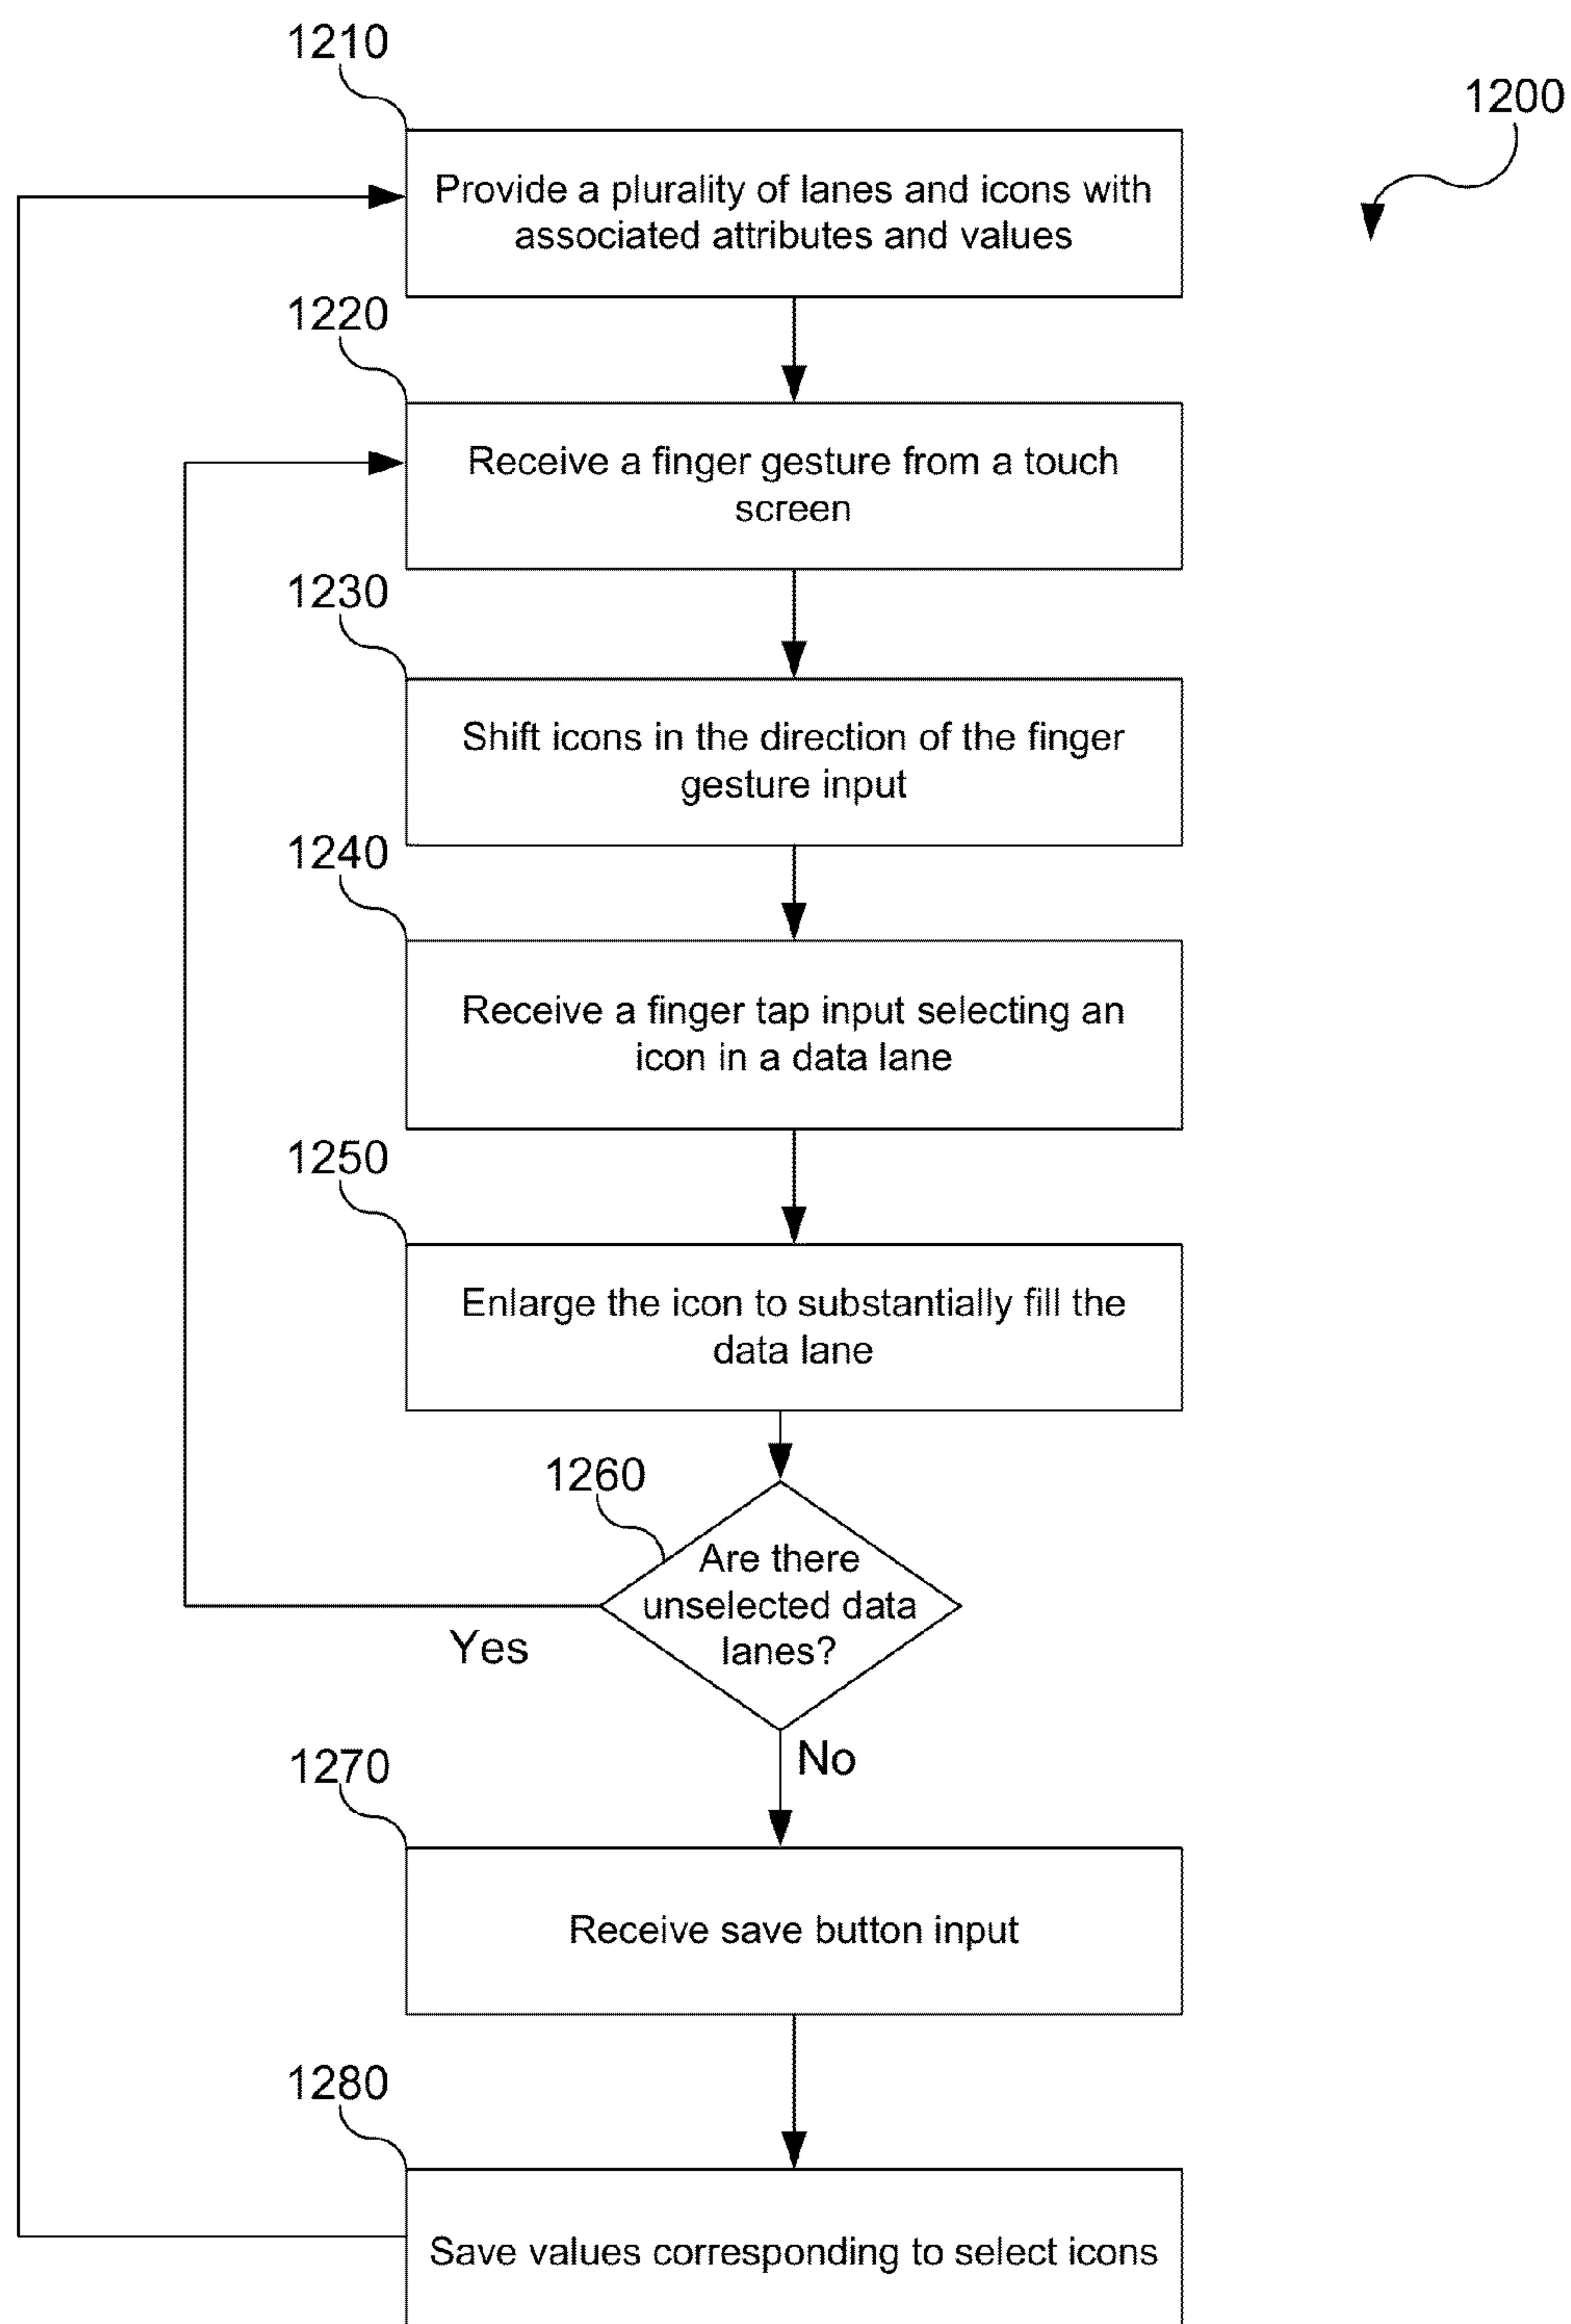 1210
1200
Provide a plurality of lanes and icons with
associated attributes and values
1220
Receive a finger gesture from a touch
screen
1230
Shift icons in the direction of the finger
gesture input
1240
Receive a finger tap input selecting an
icon in a data lane
1250
Enlarge the icon to substantially fill the
data lane
1260
Are there
unselected data
lanes?
Yes
No
1270
Receive save button input
1280
Save values corresponding to select icons